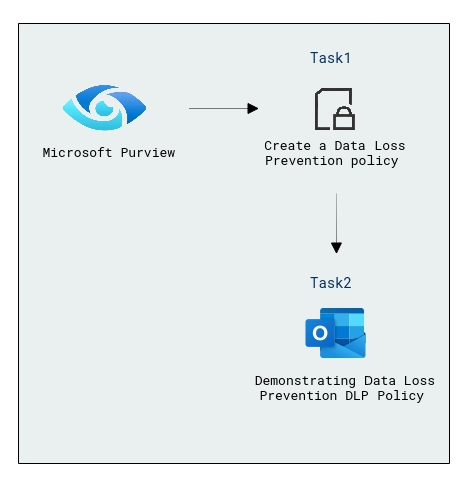 Task1
Microsoft Purview
Create a Data Loss
Prevention policy
Task2
O
Demonstrating Data Loss
Prevention DLP Policy